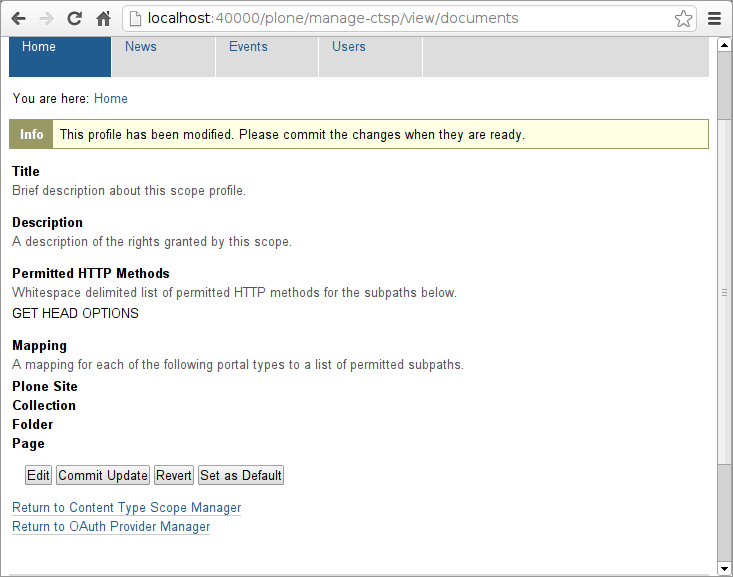 localhost:40000/plone/manage-ctsp/view/documents
Home News Events Users
You are here: Home
Info This profile has been modified. Please commit the changes when they are ready.
Title
Brief description about this scope profile.
Description
A description of the rights granted by this scope.
Permitted HTTP Methods
Whitespace delimited list of permitted HTTP methods for the subpaths below.
GET HEAD OPTIONS
Mapping
A mapping for each of the following portal types to a list of permitted subpaths.
Plone Site
Collection
Folder
Page
Edit Commit Update Revert Set as Default
Return to Content Type Scope Manager
Return to OAuth Provider Manager